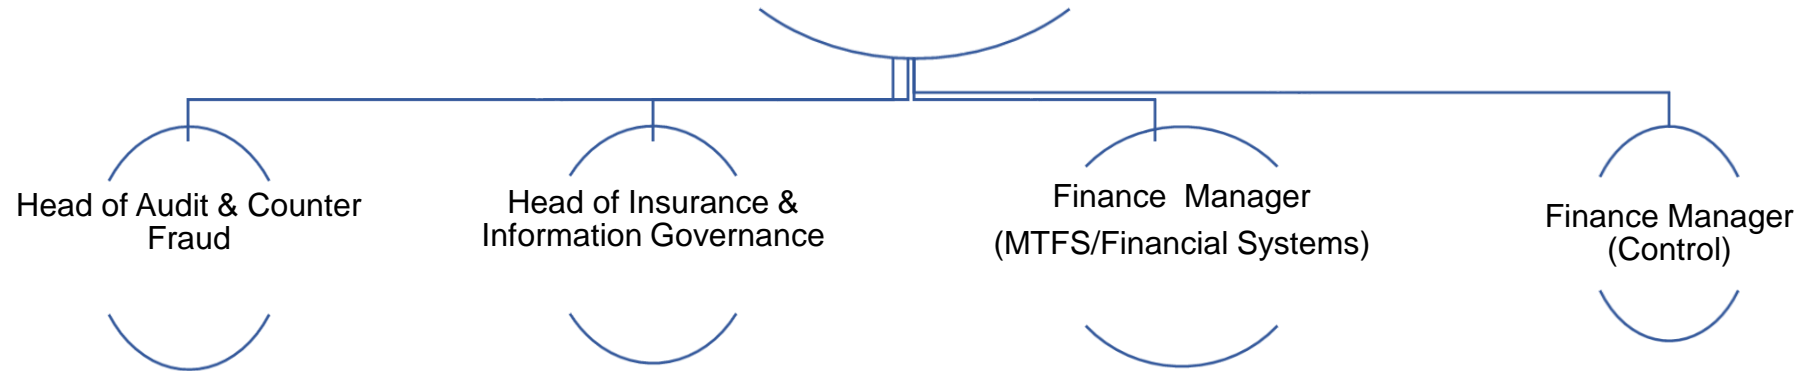 Head of Audit & Counter
Fraud
Head of Insurance &
Information Governance
Finance  Manager
(MTFS/Financial Systems)
Finance Manager
(Control)